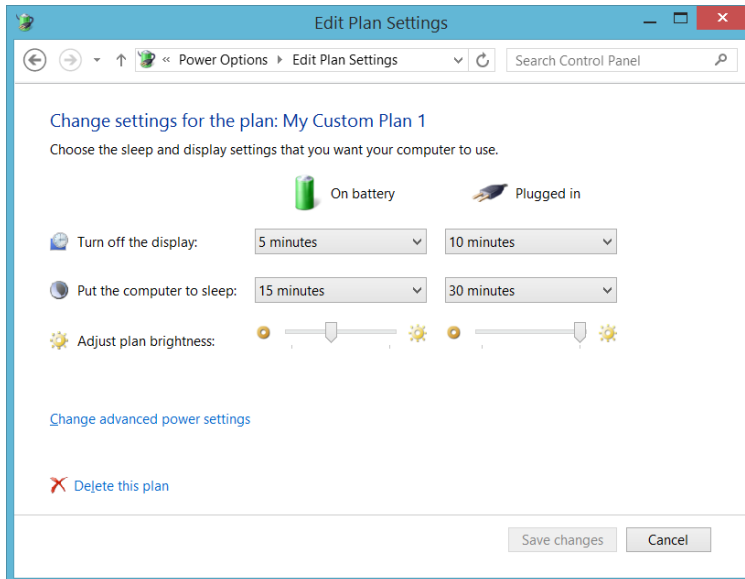 Edit Plan Settings
« Power Options Edit Plan Settings Search Control Panel
Change settings for the plan: My Custom Plan 1
Choose the sleep and display settings that you want your computer to use.
On battery Plugged in
Turn off the display: 5 minutes 10 minutes
Put the computer to sleep: 15 minutes 30 minutes
Adjust plan brightness:
Change advanced power settings
Delete this plan
Save changes Cancel